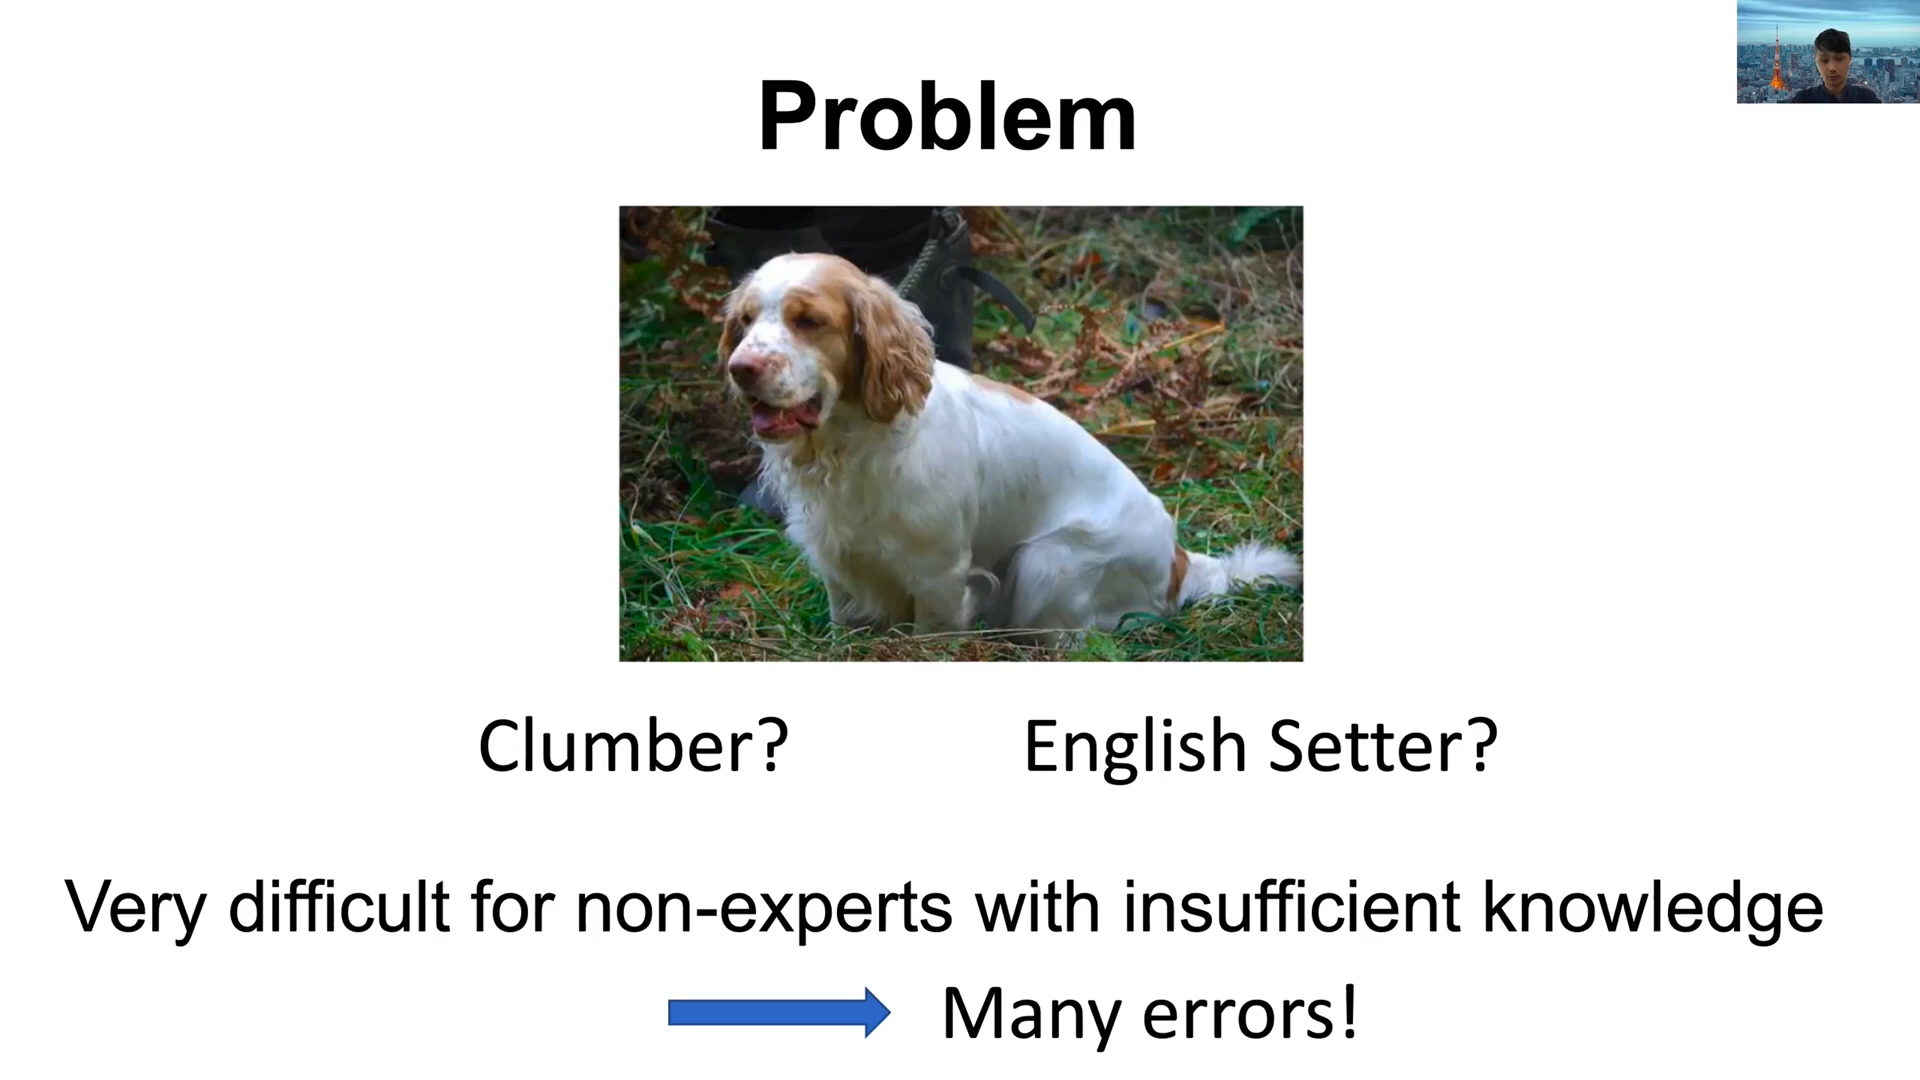 Problem
Clumber?
English Setter?
Very difficult for non-experts with insufficient knowledge
Many errors!